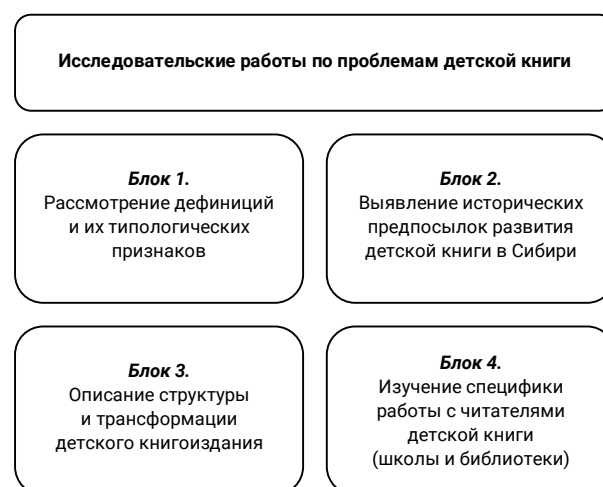 Исследовательские работы по проблемам детской книги
Блок 1.
Рассмотрение дефиниций
и их типологических
признаков
Блок 2.
Выявление исторических
предпосылок развития
детской книги в Сибири
Блок 3.
Описание структуры
и трансформации
детского книгоиздания
Блок 4.
Изучение специфики
работы с читателями
детской книги
(школы и библиотеки)